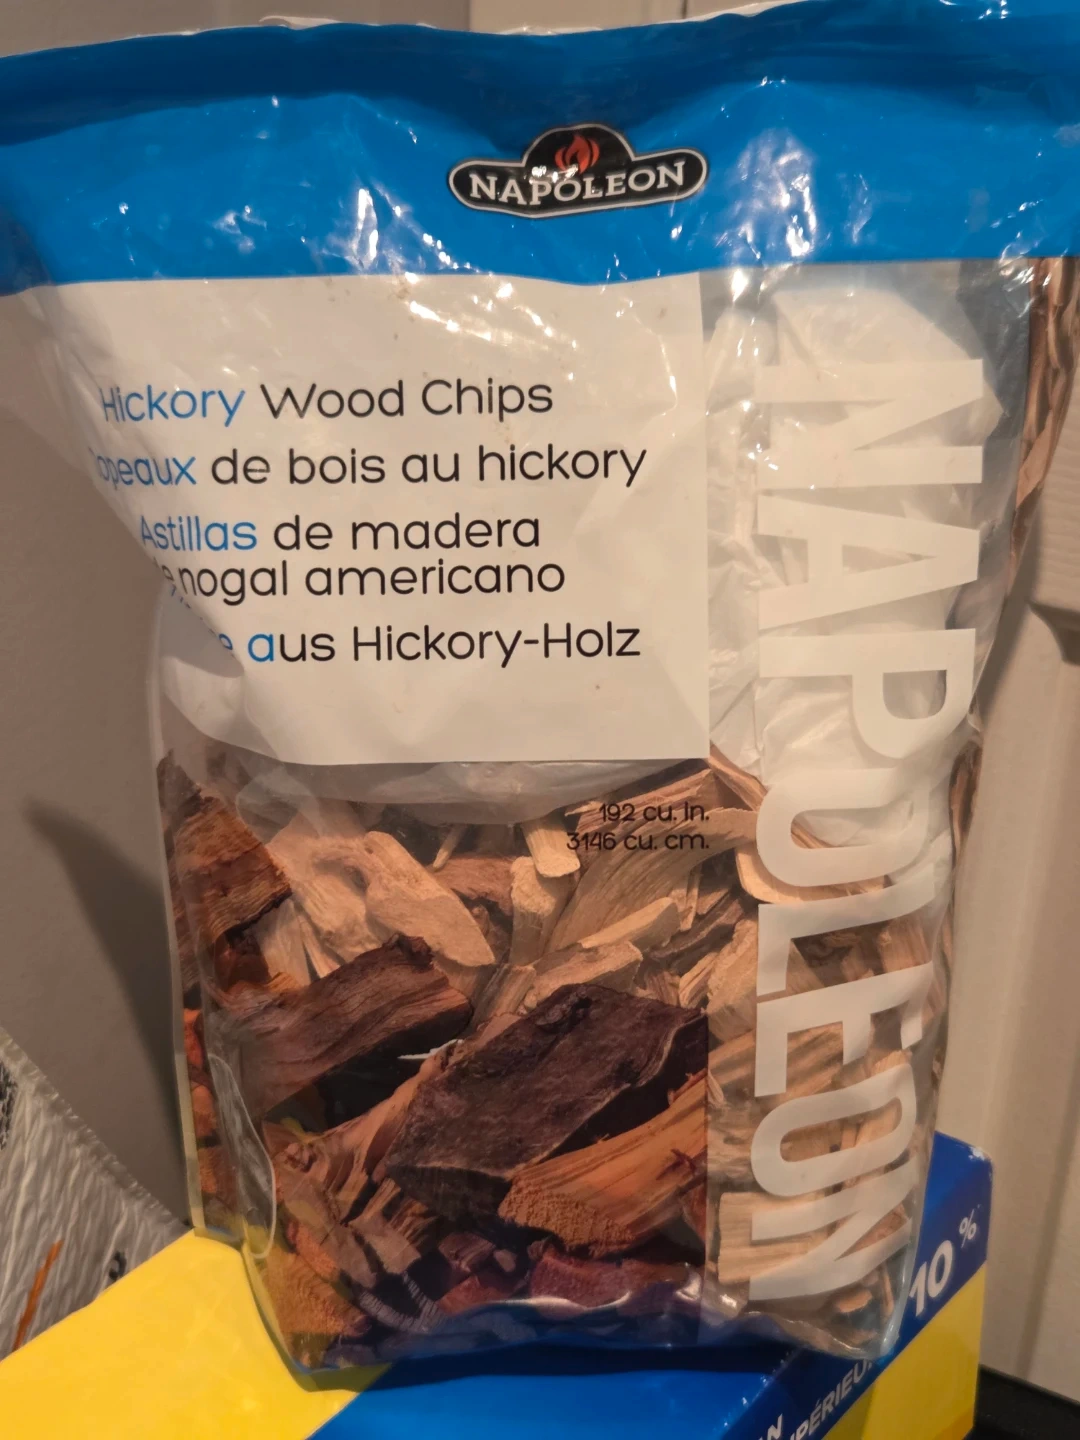 NAPOLEON
Hickory Wood Chips
de bois au hickory
Astillas de madera
nogal americano
aus Hickory-Holz
192 cu. in.
3146 cu. cm.
NAPOLEON
10 %